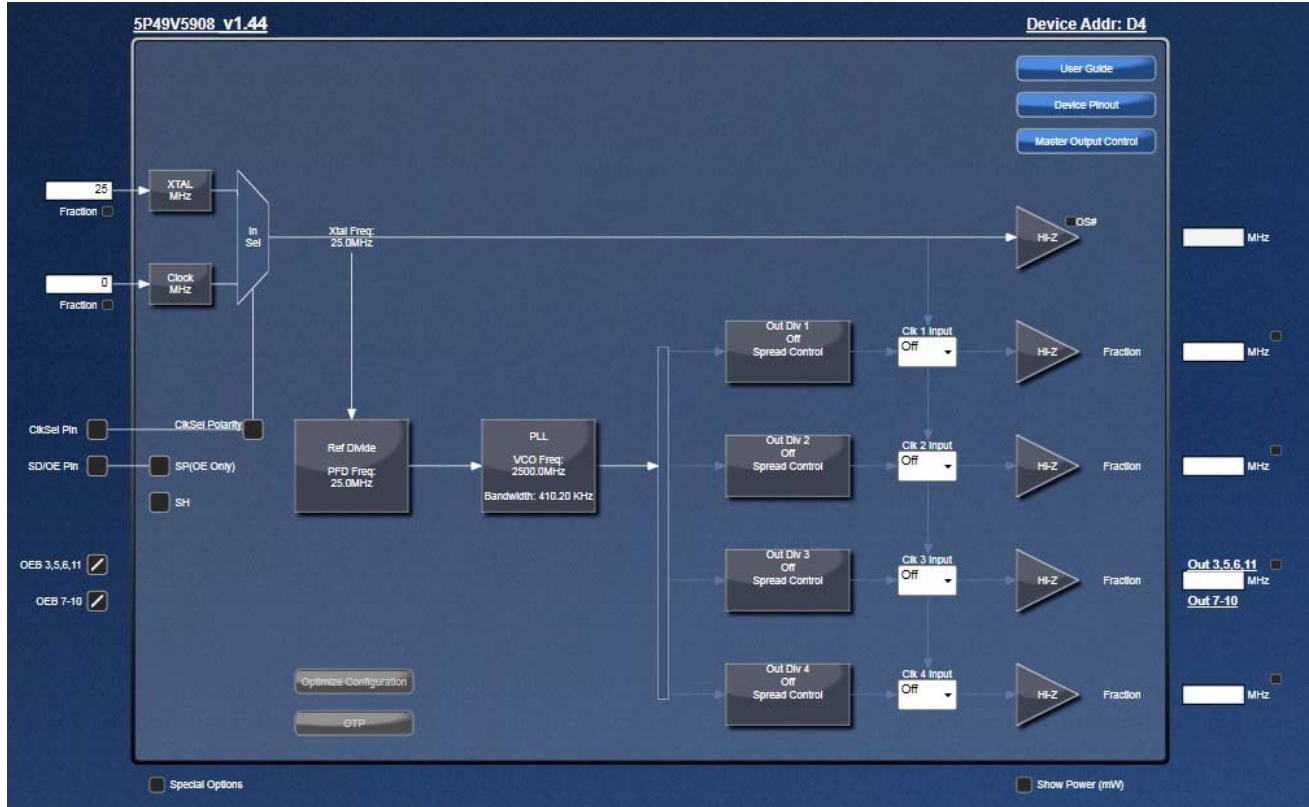 5P49V5908 v1.44
Device Addr: D4
User Guide
Device Pinout
Master Output Control
25
XTAL
MHz
Fraction
In
Sel
Xtal Freq:
25.0MHz
OS#
HI-Z
MHz
0
Clock
MHz
Fraction
Out Div 1
Off
Spread Control
Clk 1 Input
Off
HI-Z
Fraction
MHz
ClkSel Pin
ClkSel Polarity
SD/OE Pin
SP(OE Only)
SH
Ref Divide
PFD Freq:
25.0MHz
PLL
VCO Freq:
2500.0MHz
Bandwidth: 410.20 KHz
Out Div 2
Off
Spread Control
Clk 2 Input
Off
HI-Z
Fraction
MHz
OEB 3,5,6,11
OEB 7-10
Out Div 3
Off
Spread Control
Clk 3 Input
Off
HI-Z
Fraction
Out 3,5,6,11
MHz
Out 7-10
Optimize Configuration
OTP
Out Div 4
Off
Spread Control
Clk 4 Input
Off
HI-Z
Fraction
MHz
Special Options
Show Power (mW)